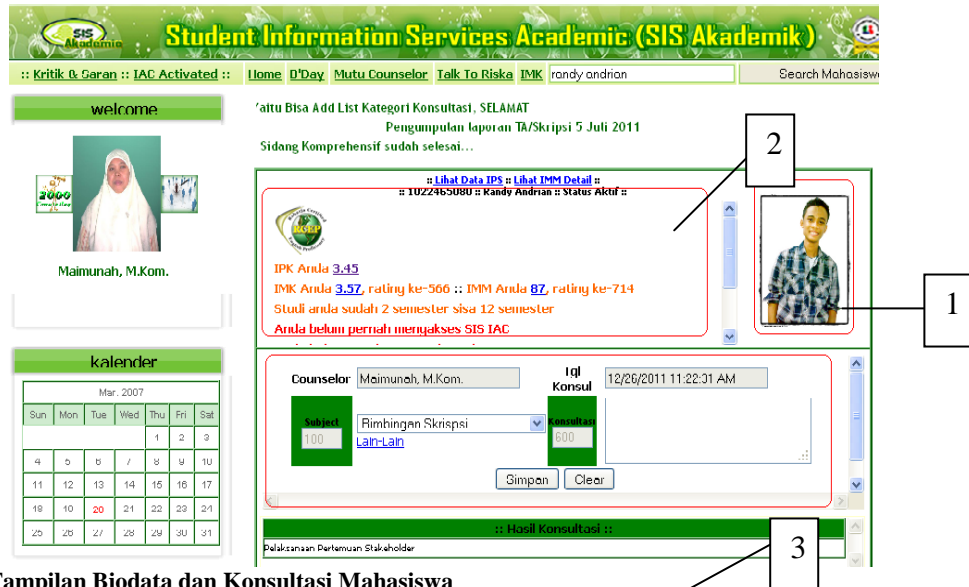 SIS
Akademic
Student Information Services Academic (SIS Akademik)
:: Kritik & Saran :: IAC Activated ::
Home D'Day Mutu Counselor Talk To Riska IMK
randy andrian
Search Mahasisw
welcome
2000
Maimunah, M.Kom.
Yaitu Bisa Add List Kategori Konsultasi, SELAMAT
Pengumpulan laporan TA/Skripsi 5 Juli 2011
Sidang Komprehensif sudah selesai...
2
:: Lihat Data IPS :: Lihat IMM Detail ::
:: 1022465080 :: Randy Andrian :: Status Aktif ::
RCEP
IPK Anda 3.45
IMK Anda 3.57, rating ke-566 :: IMM Anda 87, rating ke-714
Studi anda sudah 2 semester sisa 12 semester
Anda belum pernah mengakses SIS IAC
1
kalender
Mar. 2007
Sun Mon Tue Wed Thu Fri Sat
1 2 3
4 5 6 7 8 9 10
11 12 13 14 15 16 17
18 19 20 21 22 23 24
25 26 27 28 29 30 31
Counselor Maimunah, M.Kom.
Tgl Konsul 12/26/2011 11:22:31 AM
Subject
100
Bimbingan Skripsi
Lain-Lain
Konsultasi
600
Simpan Clear
:: Hasil Konsultasi ::
Pelaksanaan Pertemuan Stakeholder
3
Tampilan Biodata dan Konsultasi Mahasiswa